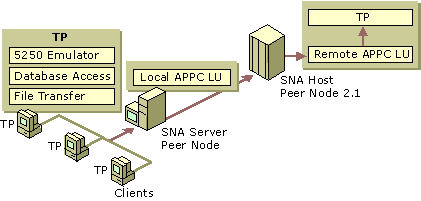 TP
5250 Emulator
Database Access
File Transfer
Local APPC LU
TP
Remote APPC LU
SNA Host
Peer Node 2.1
SNA Server
Peer Node
TP
TP
TP
Clients